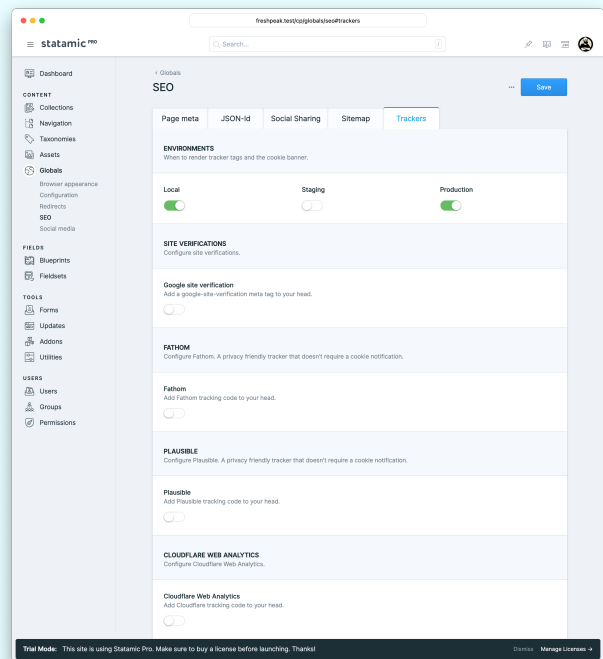 freshpeak.test/cp/globals/seo#trackers
statamic PRO
Search...
/
Dashboard
CONTENT
Collections
Navigation
Taxonomies
Assets
Globals
Browser appearance
Configuration
Redirects
SEO
Social media
FIELDS
Blueprints
Fieldsets
TOOLS
Forms
Updates
Addons
Utilities
USERS
Users
Groups
Permissions
‹ Globals
SEO
Save
Page meta JSON-ld Social Sharing Sitemap Trackers
ENVIRONMENTS
When to render tracker tags and the cookie banner.
Local Staging Production
SITE VERIFICATIONS
Configure site verifications.
Google site verification
Add a google-site-verification meta tag to your head.
FATHOM
Configure Fathom. A privacy friendly tracker that doesn't require a cookie notification.
Fathom
Add Fathom tracking code to your head.
PLAUSIBLE
Configure Plausible. A privacy friendly tracker that doesn't require a cookie notification.
Plausible
Add Plausible tracking code to your head.
CLOUDFLARE WEB ANALYTICS
Configure Cloudflare Web Analytics.
Cloudflare Web Analytics
Add Cloudflare tracking code to your head.
Trial Mode: This site is using Statamic Pro. Make sure to buy a license before launching. Thanks! Dismiss Manage Licenses →